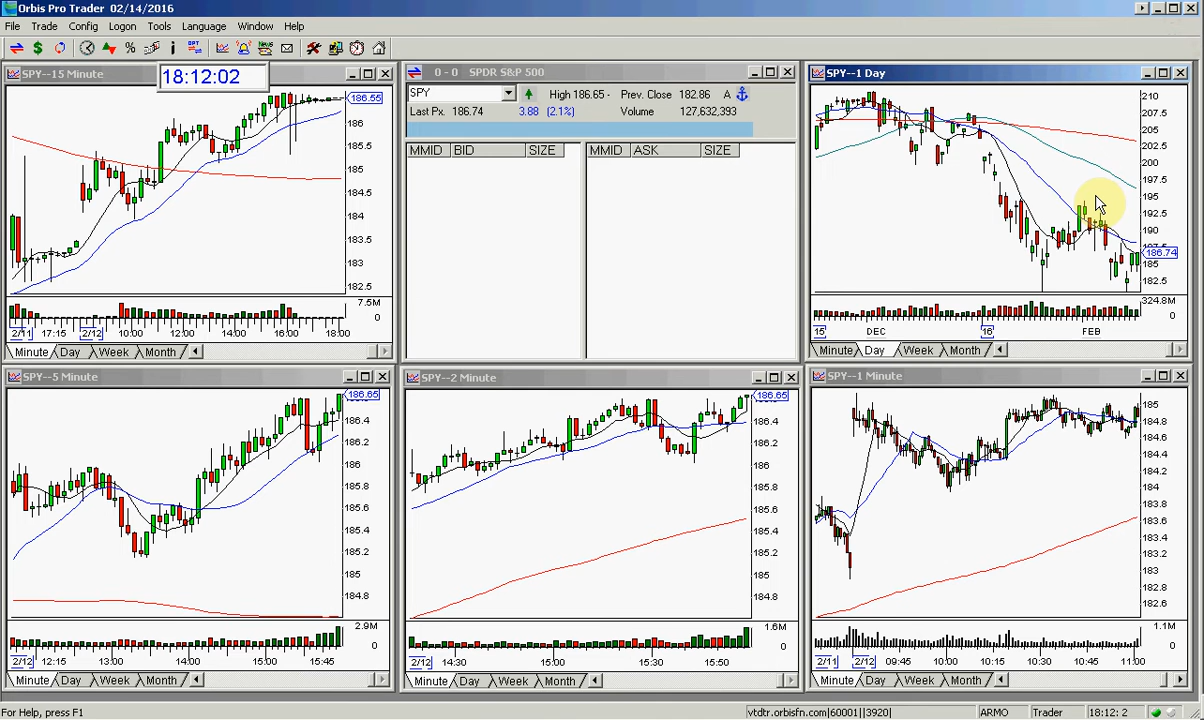 Orbis Pro Trader 02/14/2016
File Trade Config Logon Tools Language Window Help
SPY--15 Minute
18:12:02
186.55
186
185.5
185
184.5
184
183.5
183
182.5
7.5M
0
2/11 17:15 2/12 10:00 12:00 14:00 16:00 18:00
Minute Day Week Month
0 - 0 SPDR S&P 500
SPY High 186.65 - Prev. Close 182.86 A
Last Px. 186.74 3.88 (2.1%) Volume 127,632,393
MMID BID SIZE MMID ASK SIZE
SPY--1 Day
210
207.5
205
202.5
200
197.5
195
192.5
190
186.74
185
182.5
324.8M
0
15 DEC 16 FEB
Minute Day Week Month
SPY--5 Minute
186.65
186.4
186.2
186
185.8
185.6
185.4
185.2
185
184.8
2.9M
0
2/12 12:15 13:00 14:00 15:00 15:45
Minute Day Week Month
SPY--2 Minute
186.65
186.4
186.2
186
185.8
185.6
185.4
185.2
185
184.8
1.6M
0
2/12 14:30 15:00 15:30 15:50
Minute Day Week Month
SPY--1 Minute
185
184.8
184.6
184.4
184.2
184
183.8
183.6
183.4
183.2
183
182.8
182.6
1.1M
0
2/11 2/12 09:45 10:00 10:15 10:30 10:45 11:00
Minute Day Week Month
For Help, press F1
vtdtr.orbisfn.com|60001||3920| ARMO Trader 18:12: 2